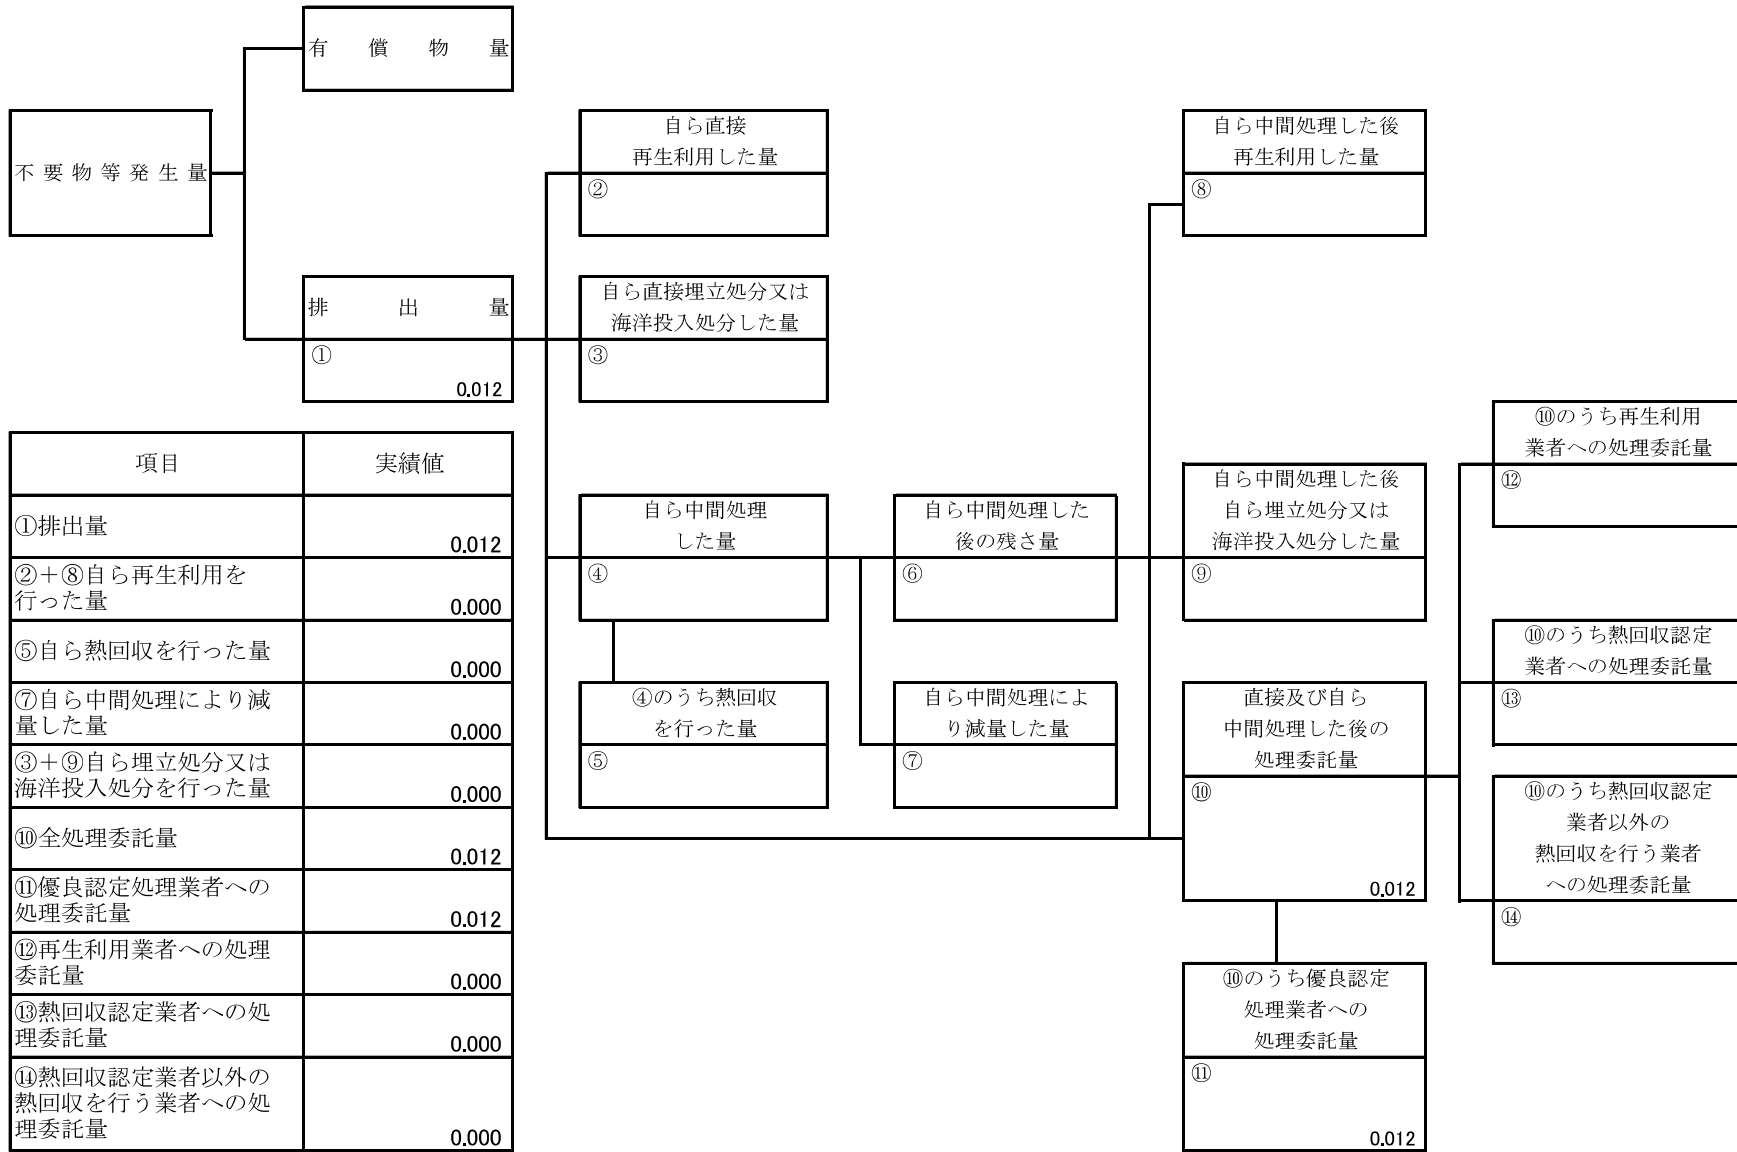 有償物量
不要物等発生量
排出量
①
0.012
自ら直接
再生利用した量
②
自ら直接埋立処分又は
海洋投入処分した量
③
自ら中間処理
した量
④
④のうち熱回収
を行った量
⑤
自ら中間処理した
後の残さ量
⑥
自ら中間処理によ
り減量した量
⑦
自ら中間処理した後
再生利用した量
⑧
自ら中間処理した後
自ら埋立処分又は
海洋投入処分した量
⑨
直接及び自ら
中間処理した後の
処理委託量
⑩
0.012
⑩のうち優良認定
処理業者への
処理委託量
⑪
0.012
⑩のうち再生利用
業者への処理委託量
⑫
⑩のうち熱回収認定
業者への処理委託量
⑬
⑩のうち熱回収認定
業者以外の
熱回収を行う業者
への処理委託量
⑭
項目 実績値
①排出量
0.012
②+⑧自ら再生利用を
行った量
0.000
⑤自ら熱回収を行った量
0.000
⑦自ら中間処理により減
量した量
0.000
③+⑨自ら埋立処分又は
海洋投入処分を行った量
0.000
⑩全処理委託量
0.012
⑪優良認定処理業者への
処理委託量
0.012
⑫再生利用業者への処理
委託量
0.000
⑬熱回収認定業者への処
理委託量
0.000
⑭熱回収認定業者以外の
熱回収を行う業者への処
理委託量
0.000